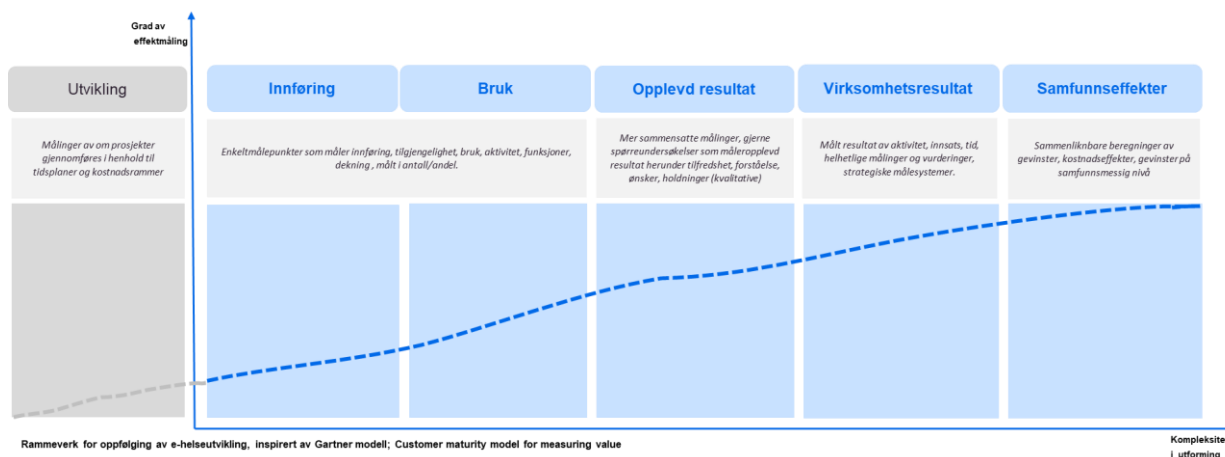 Grad av
effektmåling
Utvikling
Innføring
Bruk
Opplevd resultat
Virksomhetsresultat
Samfunnseffekter
Målinger av om prosjekter
gjennomføres i henhold til
tidsplaner og kostnadsrammer
Enkeltmålepunkter som måler innføring, tilgjengelighet, bruk, aktivitet, funksjoner,
dekning , målt i antall/andel.
Mer sammensatte målinger, gjerne
spørreundersøkelser som måleropplevd
resultat herunder tilfredshet, forståelse,
ønsker, holdninger (kvalitative)
Målt resultat av aktivitet, innsats, tid,
helhetlige målinger og vurderinger,
strategiske målesystemer.
Sammenliknbare beregninger av
gevinster, kostnadseffekter, gevinster på
samfunnsmessig nivå
Rammeverk for oppfølging av e-helseutvikling, inspirert av Gartner modell; Customer maturity model for measuring value
Kompleksite
i utforming